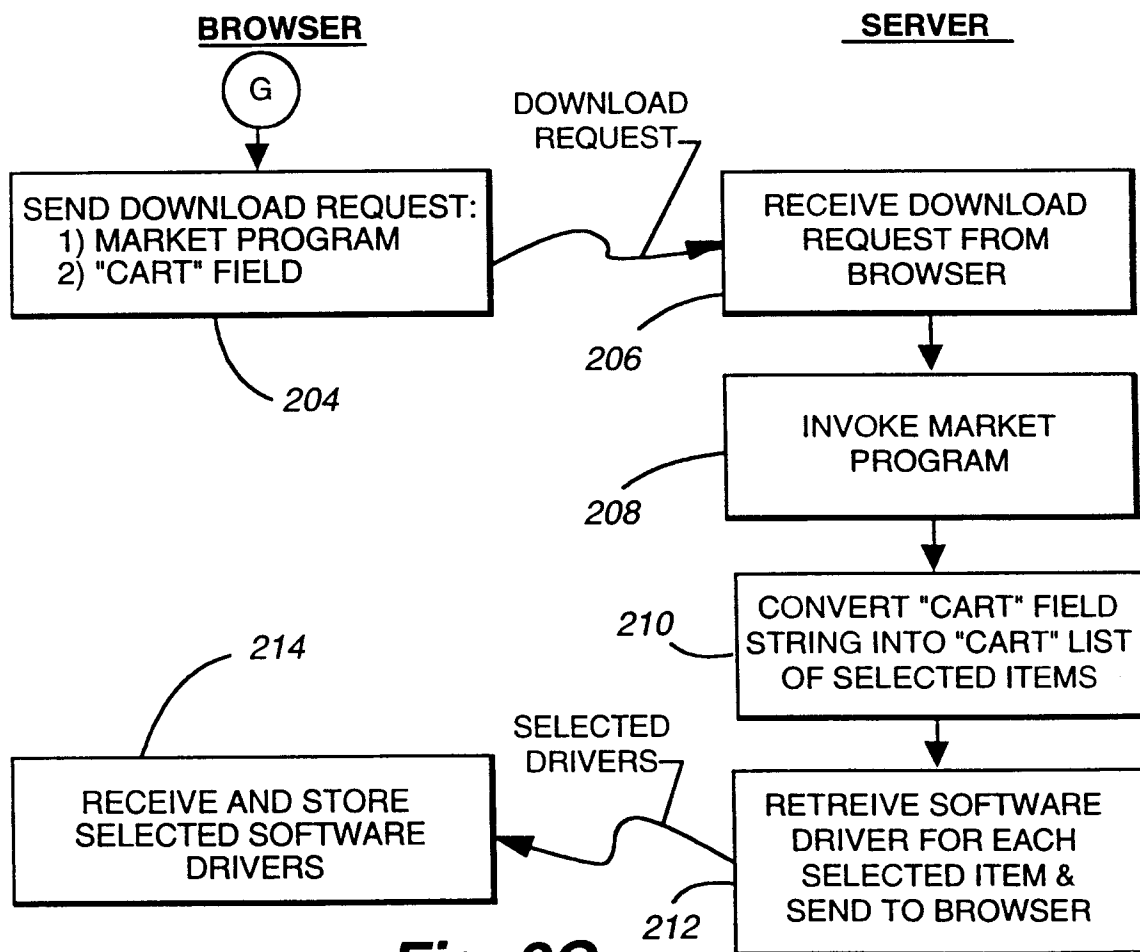 BROWSER
SERVER
G
DOWNLOAD
REQUEST
SEND DOWNLOAD REQUEST:
1) MARKET PROGRAM
2) "CART" FIELD
204
RECEIVE DOWNLOAD
REQUEST FROM
BROWSER
206
INVOKE MARKET
PROGRAM
208
CONVERT "CART" FIELD
STRING INTO "CART" LIST
OF SELECTED ITEMS
210
214
SELECTED
DRIVERS
RECEIVE AND STORE
SELECTED SOFTWARE
DRIVERS
RETREIVE SOFTWARE
DRIVER FOR EACH
SELECTED ITEM &
SEND TO BROWSER
212